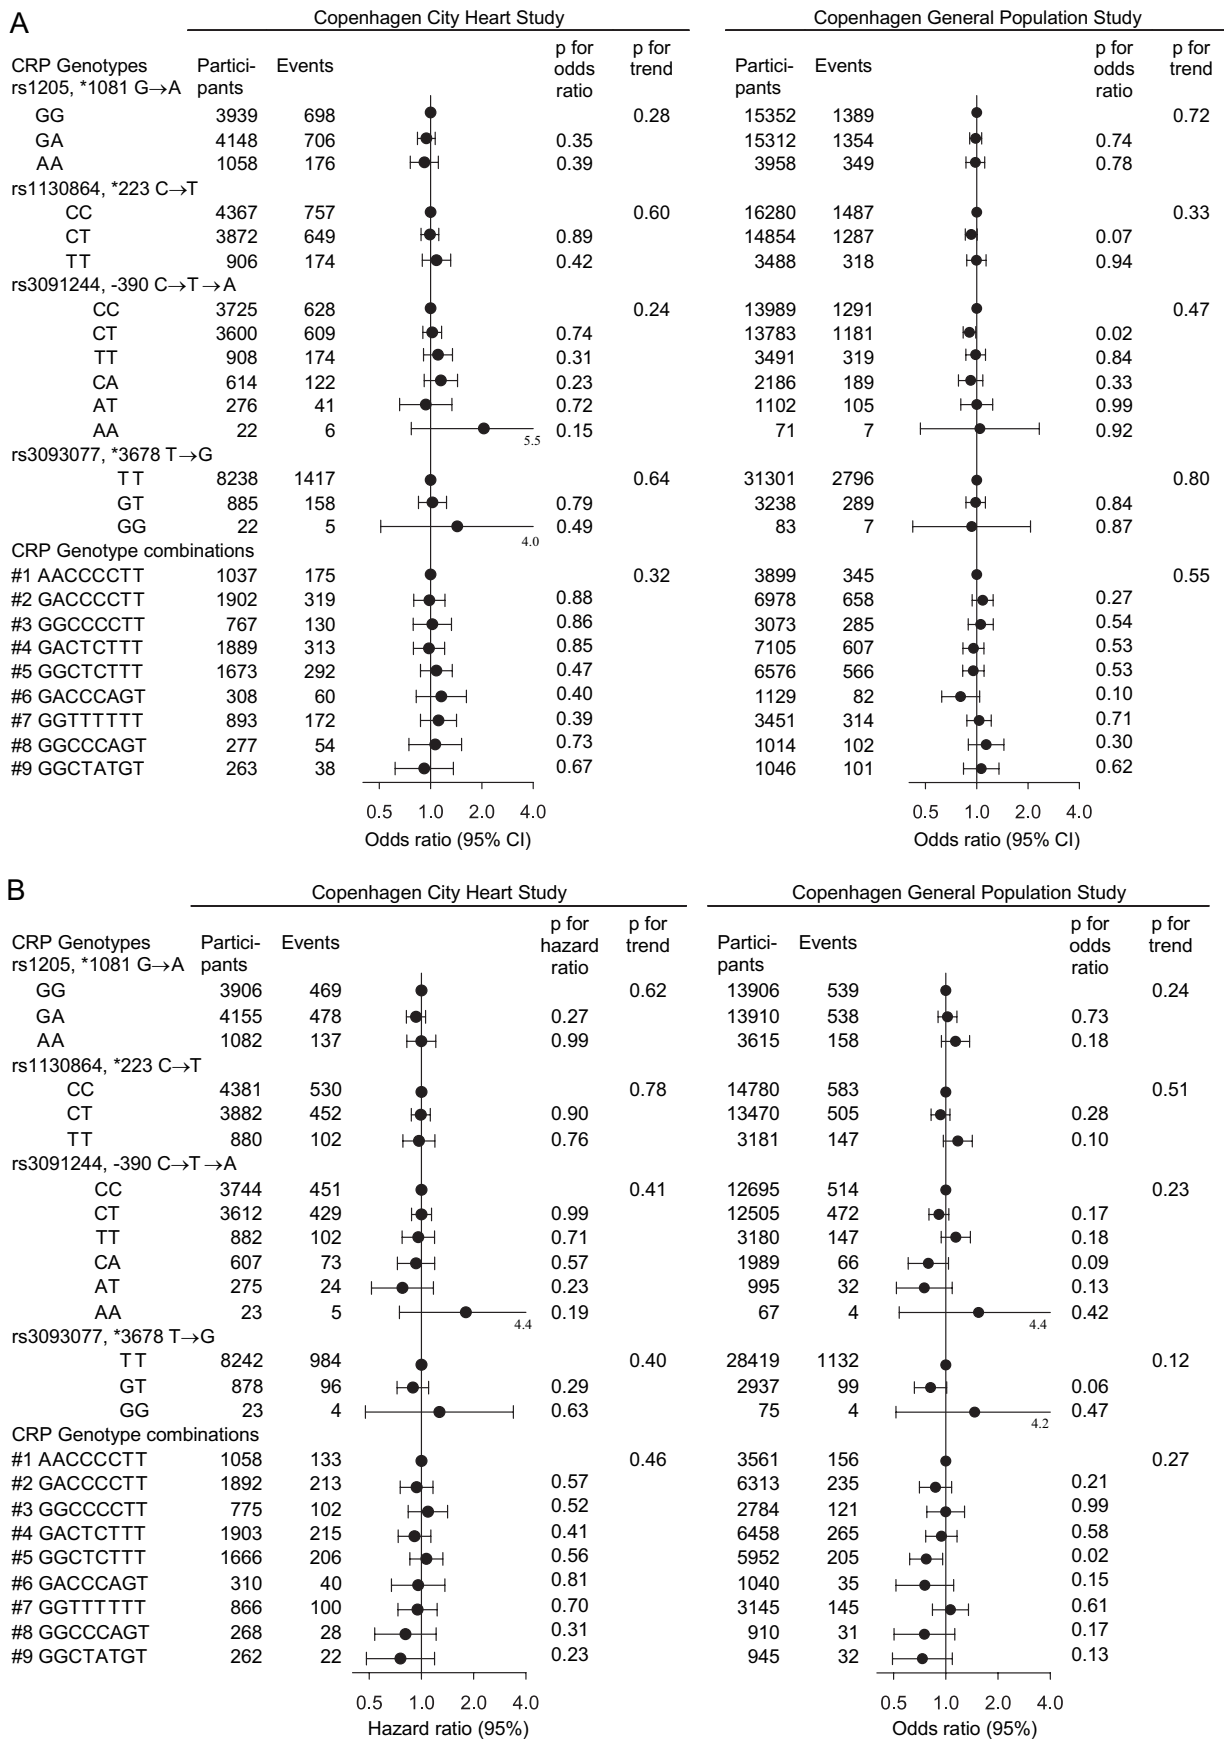 A
Copenhagen City Heart Study Copenhagen General Population Study
CRP Genotypes Partici-pants Events p for odds ratio p for trend Partici-pants Events p for odds ratio p for trend
rs1205, *1081 G→A
GG 3939 698 0.28 15352 1389 0.72
GA 4148 706 0.35 15312 1354 0.74
AA 1058 176 0.39 3958 349 0.78
rs1130864, *223 C→T
CC 4367 757 0.60 16280 1487 0.33
CT 3872 649 0.89 14854 1287 0.07
TT 906 174 0.42 3488 318 0.94
rs3091244, -390 C→T→A
CC 3725 628 0.24 13989 1291 0.47
CT 3600 609 0.74 13783 1181 0.02
TT 908 174 0.31 3491 319 0.84
CA 614 122 0.23 2186 189 0.33
AT 276 41 0.72 1102 105 0.99
AA 22 6 5.5 0.15 71 7 0.92
rs3093077, *3678 T→G
TT 8238 1417 0.64 31301 2796 0.80
GT 885 158 0.79 3238 289 0.84
GG 22 5 4.0 0.49 83 7 0.87
CRP Genotype combinations
#1 AACCCCTT 1037 175 0.32 3899 345 0.55
#2 GACCCCTT 1902 319 0.88 6978 658 0.27
#3 GGCCCCTT 767 130 0.86 3073 285 0.54
#4 GACTCTTT 1889 313 0.85 7105 607 0.53
#5 GGCTCTTT 1673 292 0.47 6576 566 0.53
#6 GACCCAGT 308 60 0.40 1129 82 0.10
#7 GGTTTTTT 893 172 0.39 3451 314 0.71
#8 GGCCCAGT 277 54 0.73 1014 102 0.30
#9 GGCTATGT 263 38 0.67 1046 101 0.62
0.5 1.0 2.0 4.0 0.5 1.0 2.0 4.0
Odds ratio (95% CI) Odds ratio (95% CI)
B
Copenhagen City Heart Study Copenhagen General Population Study
CRP Genotypes Partici-pants Events p for hazard ratio p for trend Partici-pants Events p for odds ratio p for trend
rs1205, *1081 G→A
GG 3906 469 0.62 13906 539 0.24
GA 4155 478 0.27 13910 538 0.73
AA 1082 137 0.99 3615 158 0.18
rs1130864, *223 C→T
CC 4381 530 0.78 14780 583 0.51
CT 3882 452 0.90 13470 505 0.28
TT 880 102 0.76 3181 147 0.10
rs3091244, -390 C→T→A
CC 3744 451 0.41 12695 514 0.23
CT 3612 429 0.99 12505 472 0.17
TT 882 102 0.71 3180 147 0.18
CA 607 73 0.57 1989 66 0.09
AT 275 24 0.23 995 32 0.13
AA 23 5 4.4 0.19 67 4 4.4 0.42
rs3093077, *3678 T→G
TT 8242 984 0.40 28419 1132 0.12
GT 878 96 0.29 2937 99 0.06
GG 23 4 0.63 75 4 4.2 0.47
CRP Genotype combinations
#1 AACCCCTT 1058 133 0.46 3561 156 0.27
#2 GACCCCTT 1892 213 0.57 6313 235 0.21
#3 GGCCCCTT 775 102 0.52 2784 121 0.99
#4 GACTCTTT 1903 215 0.41 6458 265 0.58
#5 GGCTCTTT 1666 206 0.56 5952 205 0.02
#6 GACCCAGT 310 40 0.81 1040 35 0.15
#7 GGTTTTTT 866 100 0.70 3145 145 0.61
#8 GGCCCAGT 268 28 0.31 910 31 0.17
#9 GGCTATGT 262 22 0.23 945 32 0.13
0.5 1.0 2.0 4.0 0.5 1.0 2.0 4.0
Hazard ratio (95%) Odds ratio (95%)